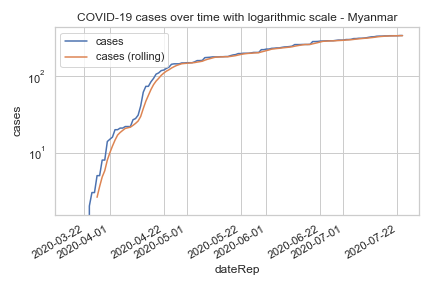 COVID-19 cases over time with logarithmic scale - Myanmar
cases
cases (rolling)
10²
10¹
cases
2020-03-22
2020-04-01
2020-04-22
2020-05-01
2020-05-22
2020-06-01
2020-06-22
2020-07-01
2020-07-22
dateRep